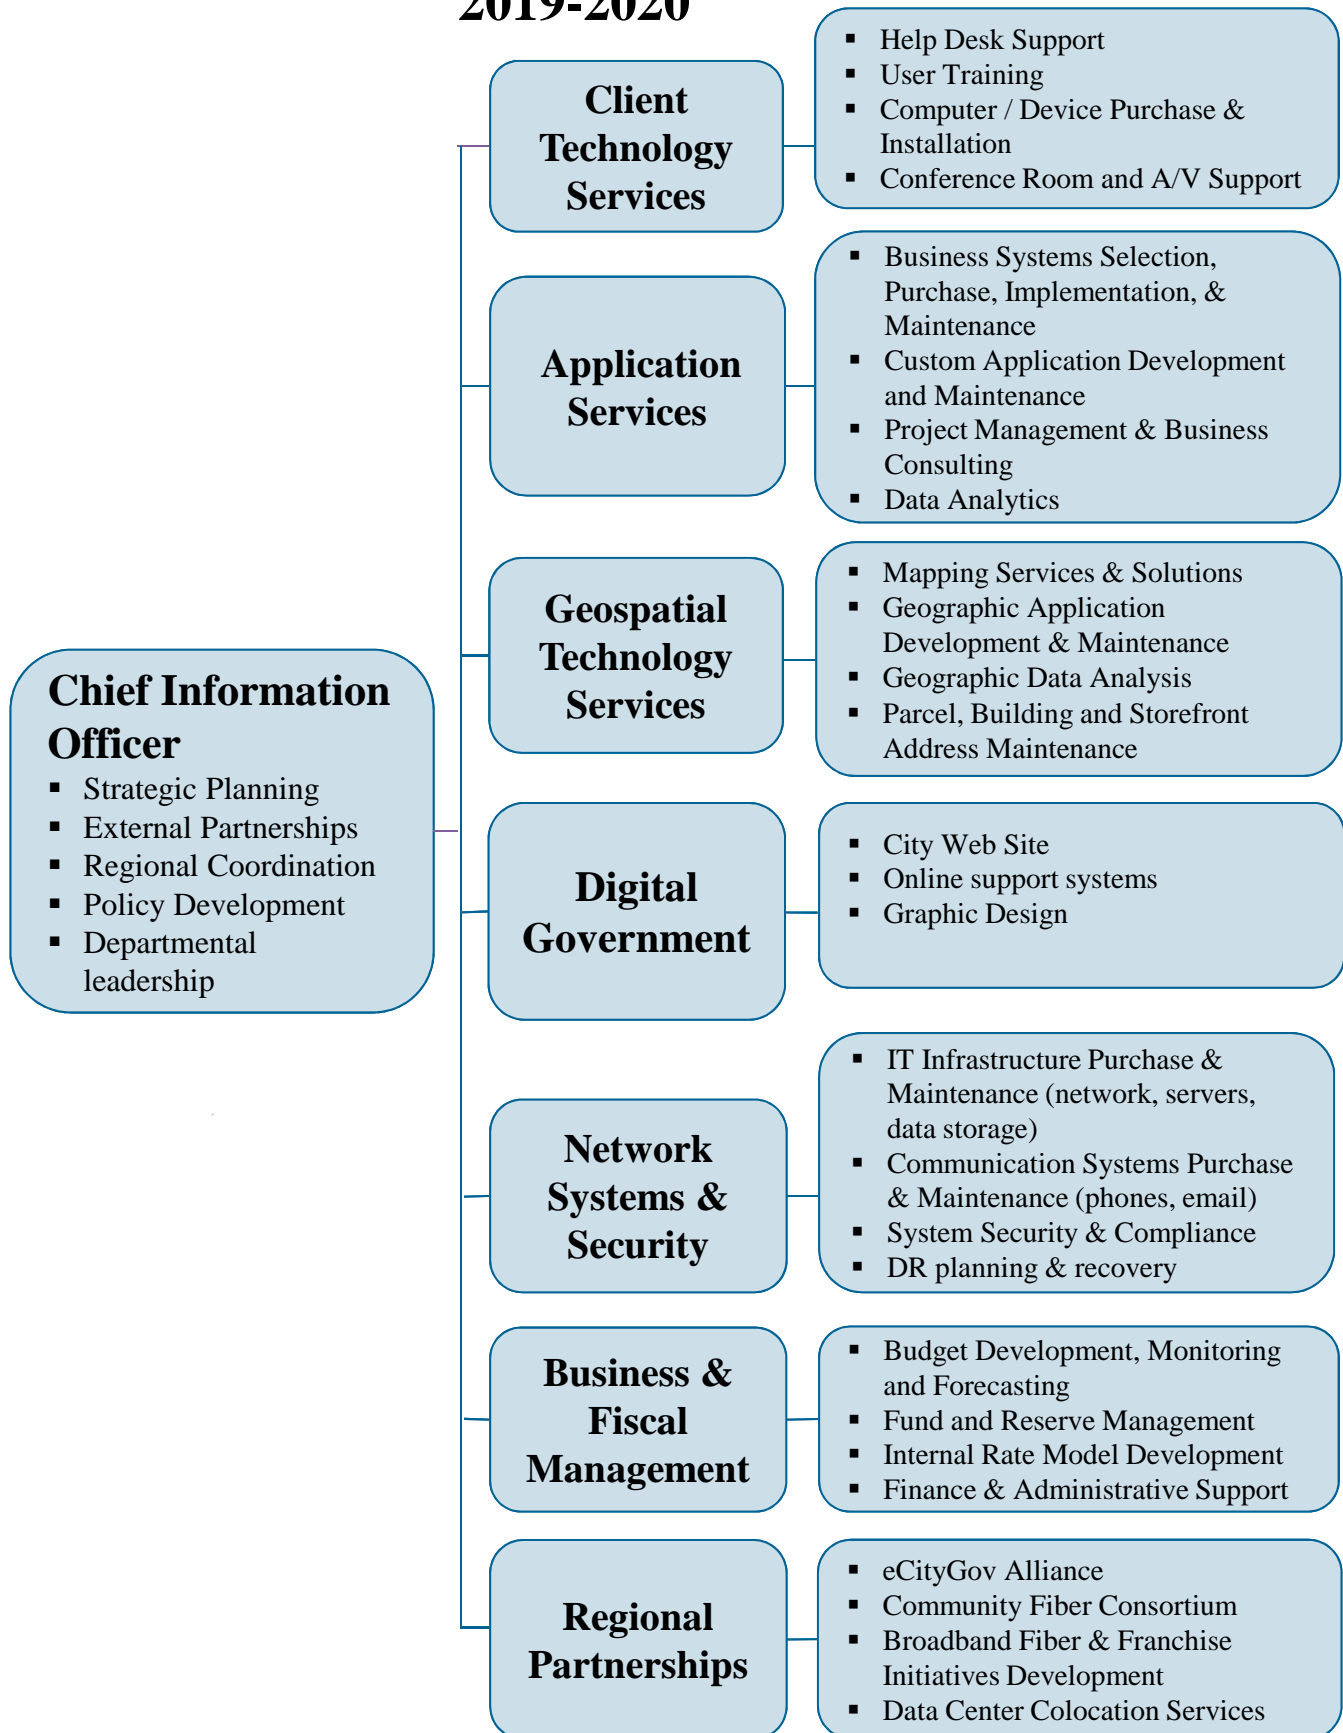 2019-2020
Client
Technology
Services
▪ Help Desk Support
▪ User Training
▪ Computer / Device Purchase &
Installation
▪ Conference Room and A/V Support
Application
Services
▪ Business Systems Selection,
Purchase, Implementation, &
Maintenance
▪ Custom Application Development
and Maintenance
▪ Project Management & Business
Consulting
▪ Data Analytics
Geospatial
Technology
Services
▪ Mapping Services & Solutions
▪ Geographic Application
Development & Maintenance
▪ Geographic Data Analysis
▪ Parcel, Building and Storefront
Address Maintenance
Chief Information
Officer
▪ Strategic Planning
▪ External Partnerships
▪ Regional Coordination
▪ Policy Development
▪ Departmental
leadership
Digital
Government
▪ City Web Site
▪ Online support systems
▪ Graphic Design
Network
Systems &
Security
▪ IT Infrastructure Purchase &
Maintenance (network, servers,
data storage)
▪ Communication Systems Purchase
& Maintenance (phones, email)
▪ System Security & Compliance
▪ DR planning & recovery
Business &
Fiscal
Management
▪ Budget Development, Monitoring
and Forecasting
▪ Fund and Reserve Management
▪ Internal Rate Model Development
▪ Finance & Administrative Support
Regional
Partnerships
▪ eCityGov Alliance
▪ Community Fiber Consortium
▪ Broadband Fiber & Franchise
Initiatives Development
▪ Data Center Colocation Services